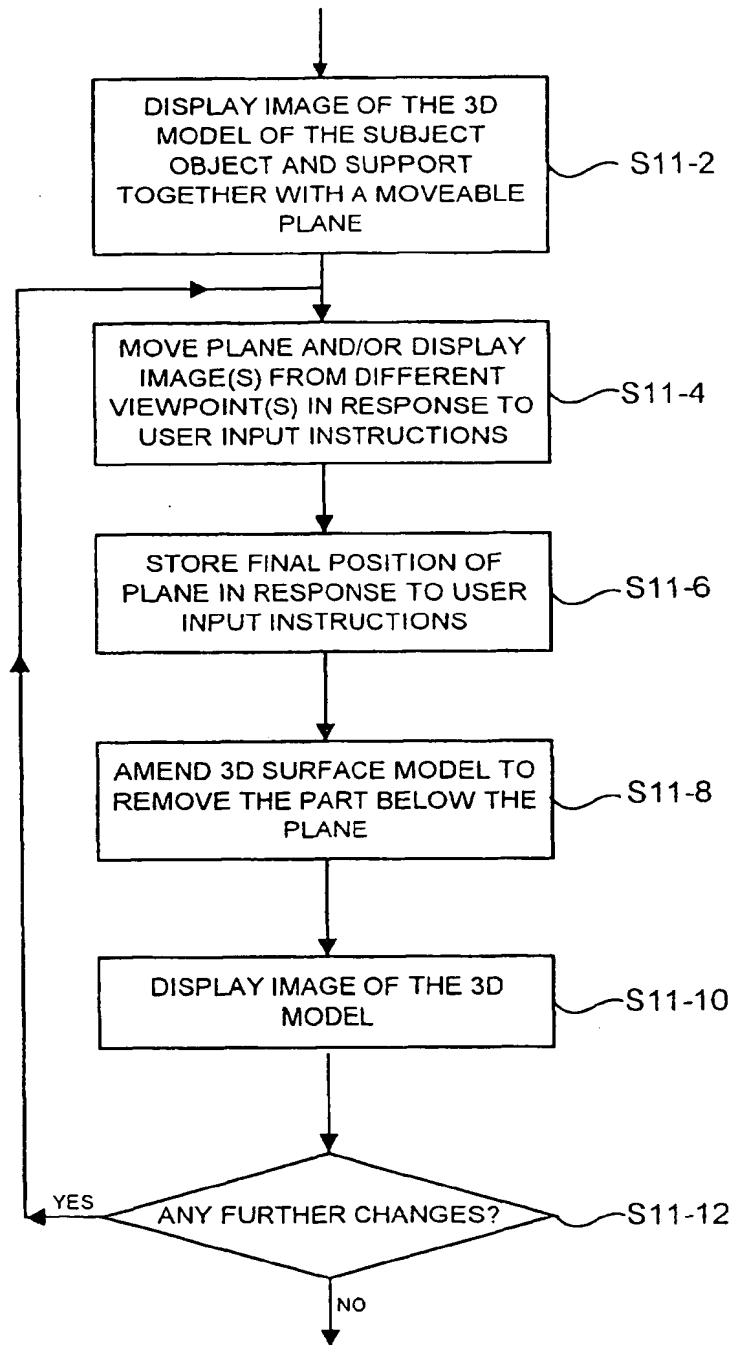 DISPLAY IMAGE OF THE 3D
MODEL OF THE SUBJECT
OBJECT AND SUPPORT
TOGETHER WITH A MOVEABLE
PLANE
S11-2
MOVE PLANE AND/OR DISPLAY
IMAGE(S) FROM DIFFERENT
VIEWPOINT(S) IN RESPONSE TO
USER INPUT INSTRUCTIONS
S11-4
STORE FINAL POSITION OF
PLANE IN RESPONSE TO USER
INPUT INSTRUCTIONS
S11-6
AMEND 3D SURFACE MODEL TO
REMOVE THE PART BELOW THE
PLANE
S11-8
DISPLAY IMAGE OF THE 3D
MODEL
S11-10
YES
ANY FURTHER CHANGES?
S11-12
NO